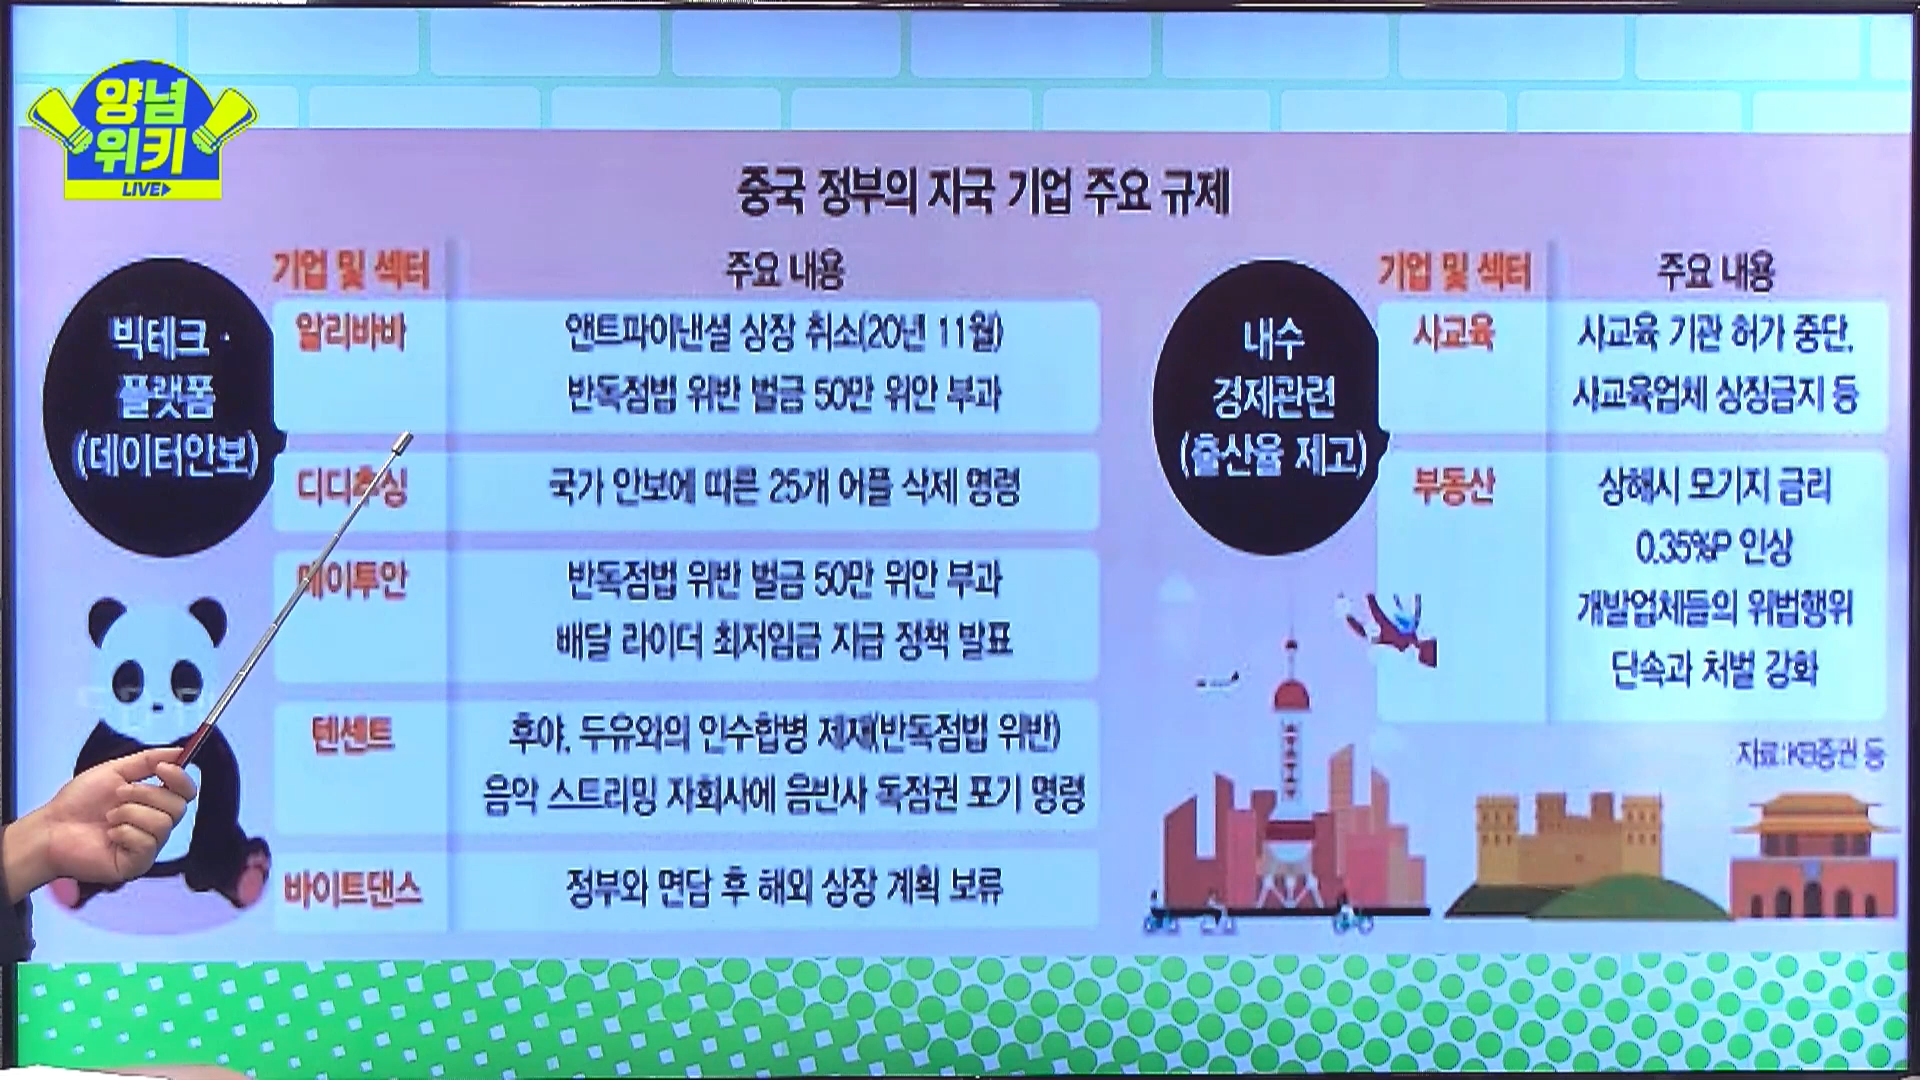 양념
위키
LIVE
중국 정부의 자국 기업 주요 규제
빅테크·
플랫폼
(데이터안보)
기업 및 섹터
주요 내용
알리바바
앤트파이낸셜 상장 취소(20년 11월)
반독점법 위반 벌금 50만 위안 부과
디디추싱
국가 안보에 따른 25개 어플 삭제 명령
메이투안
반독점법 위반 벌금 50만 위안 부과
배달 라이더 최저임금 지급 정책 발표
텐센트
후야, 두유와의 인수합병 제재(반독점법 위반)
음악 스트리밍 자회사에 음반사 독점권 포기 명령
바이트댄스
정부와 면담 후 해외 상장 계획 보류
내수
경제관련
(출산율 제고)
기업 및 섹터
주요 내용
사교육
사교육 기관 허가 중단,
사교육업체 상장금지 등
부동산
상해시 모기지 금리
0.35%P 인상
개발업체들의 위법행위
단속과 처벌 강화
자료:KB증권 등